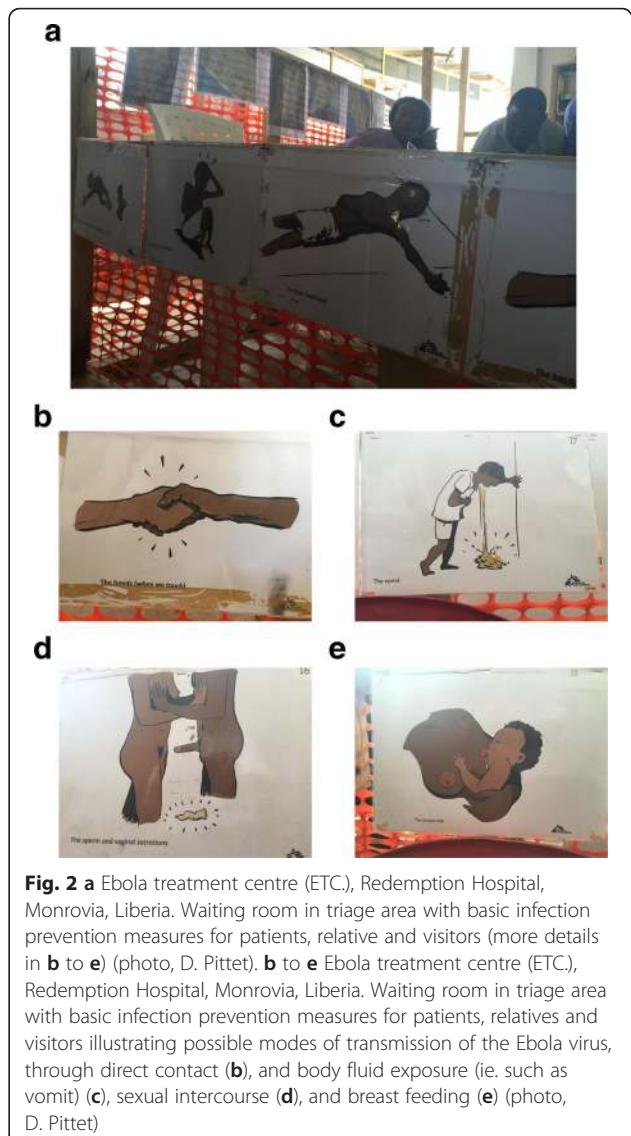 a
b
c
The hands (when we touch)
17
The vomit
d
e
16
The sperm and vaginal secretions
Fig. 2 a Ebola treatment centre (ETC.), Redemption Hospital,
Monrovia, Liberia. Waiting room in triage area with basic infection
prevention measures for patients, relative and visitors (more details
in b to e) (photo, D. Pittet). b to e Ebola treatment centre (ETC.),
Redemption Hospital, Monrovia, Liberia. Waiting room in triage area
with basic infection prevention measures for patients, relatives and
visitors illustrating possible modes of transmission of the Ebola virus,
through direct contact (b), and body fluid exposure (ie. such as
vomit) (c), sexual intercourse (d), and breast feeding (e) (photo,
D. Pittet)